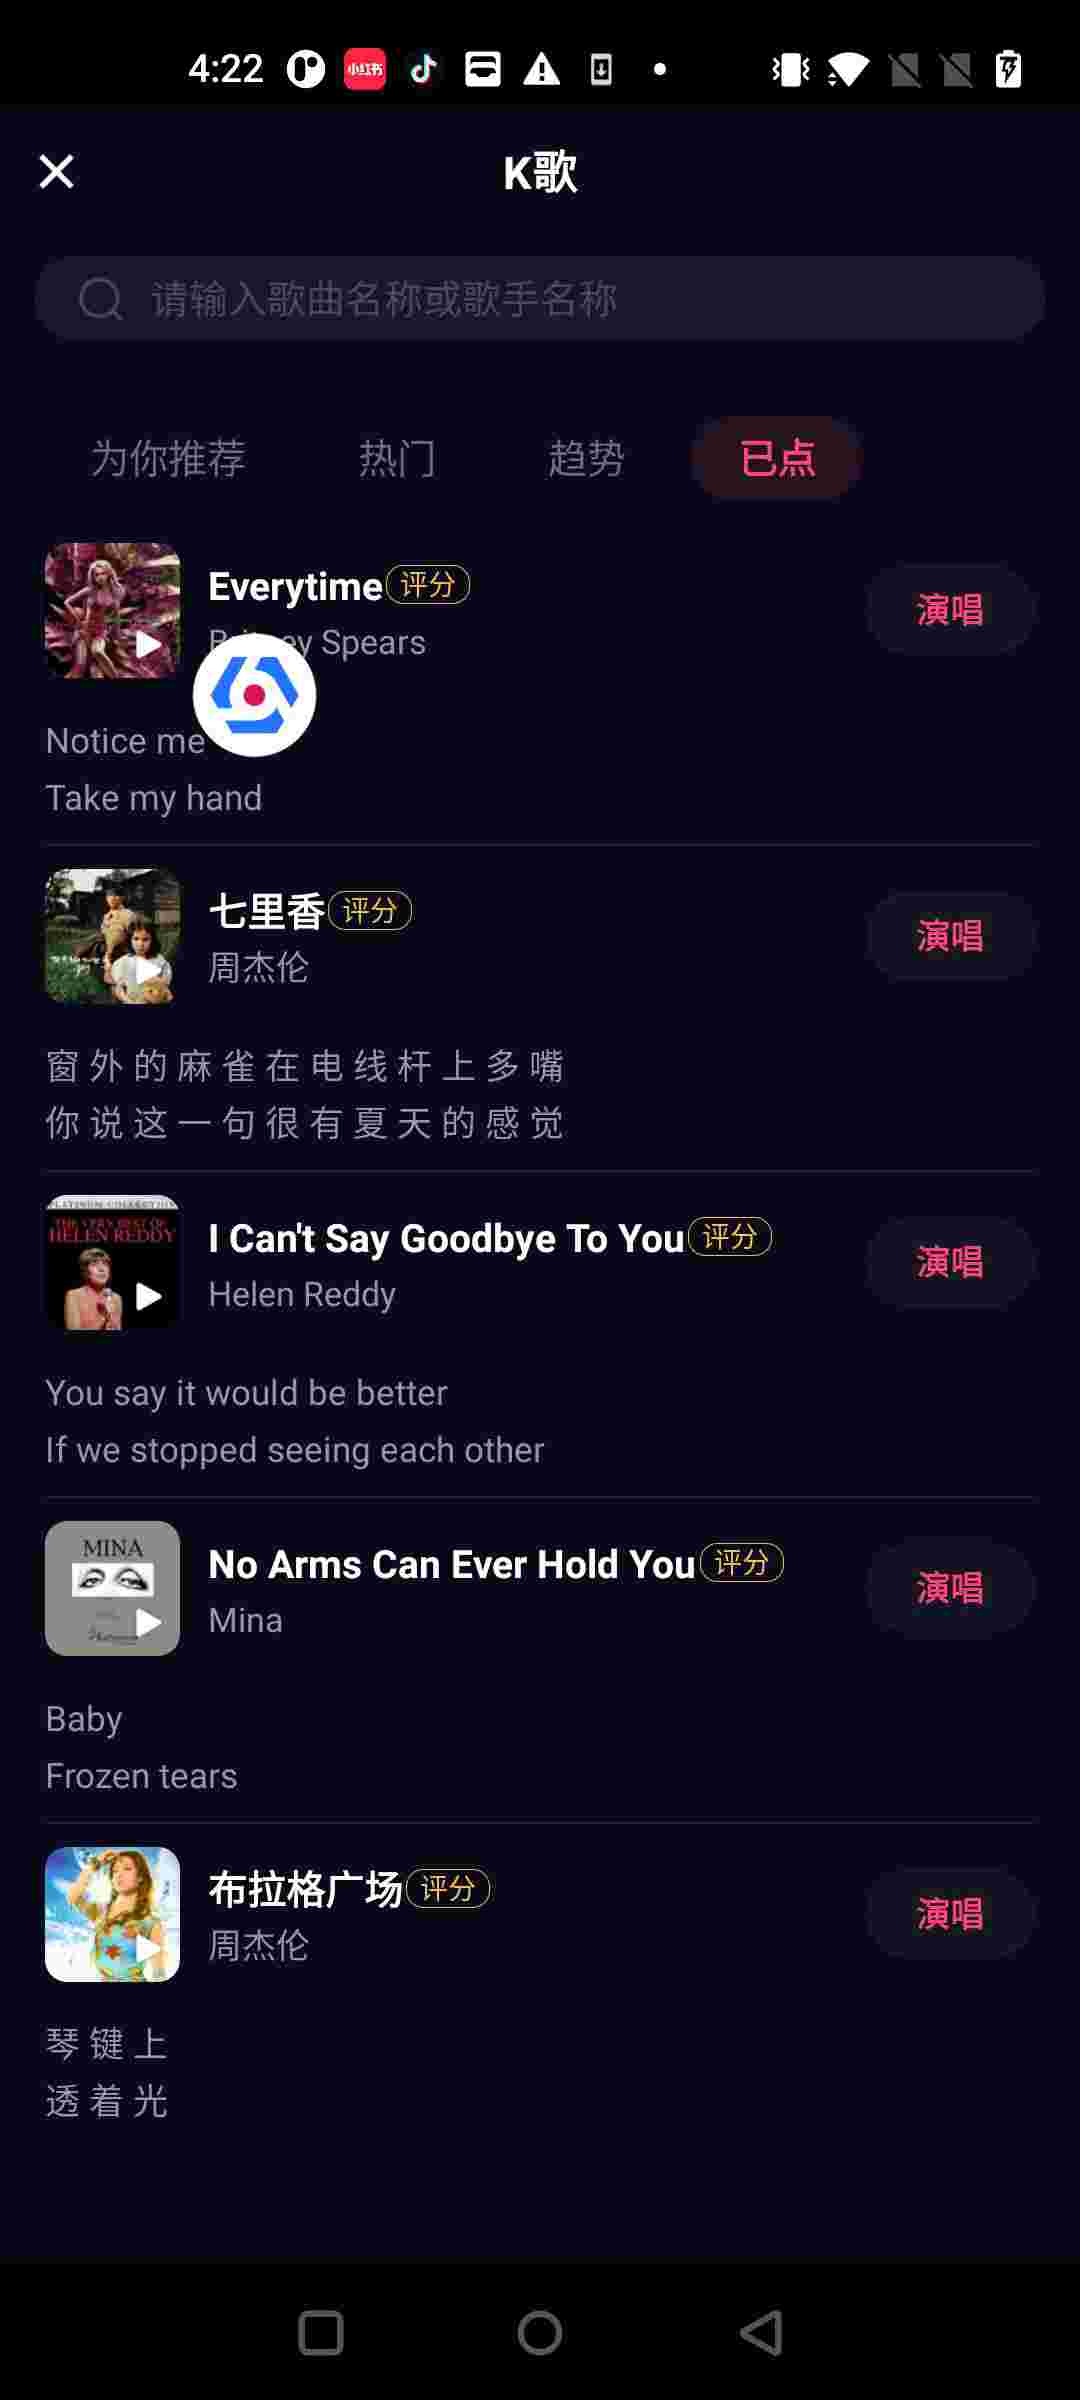 4:22
小红书
K歌
请输入歌曲名称或歌手名称
为你推荐 热门 趋势 已点
Everytime 评分
Spears
演唱
Notice me
Take my hand
七里香 评分
周杰伦
演唱
窗外的麻雀在电线杆上多嘴
你说这一句很有夏天的感觉
THE VERY BEST OF
HELEN REDDY
I Can't Say Goodbye To You 评分
Helen Reddy
演唱
You say it would be better
If we stopped seeing each other
MINA
No Arms Can Ever Hold You 评分
Mina
演唱
Baby
Frozen tears
布拉格广场 评分
周杰伦
演唱
琴键上
透着光